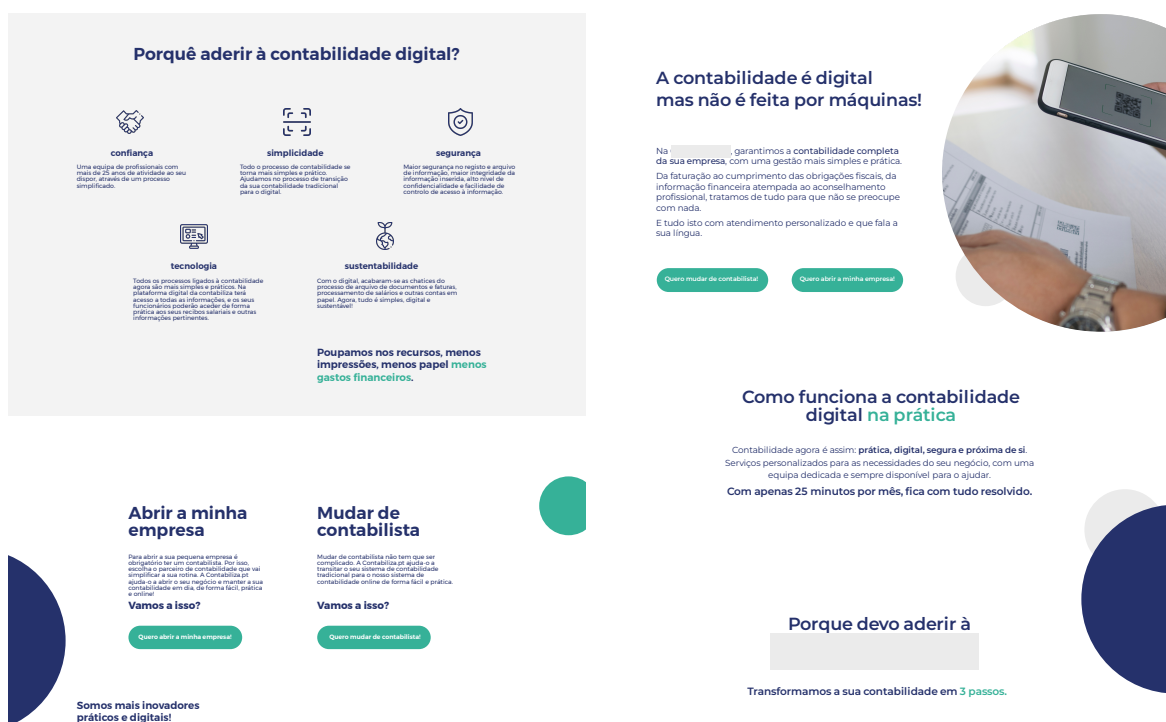 Porquê aderir à contabilidade digital?
confiança
Uma equipa de profissionais com
mais de 25 anos de atividade ao seu
dispor, através de um processo
simplificado.
simplicidade
Todo o processo de contabilidade se
torna mais simples e prático.
Ajudamos no processo de transição
da sua contabilidade tradicional
para o digital.
segurança
Maior segurança no registo e arquivo
de informação, maior integridade da
informação inserida, alto nível de
confidencialidade e facilidade de
controlo de acesso à informação.
tecnologia
Todos os processos ligados à contabilidade
agora são mais simples e práticos. Na
plataforma digital da contabiliza terá
acesso a todas as informações, e os seus
funcionários poderão aceder de forma
prática aos seus recibos salariais e outras
informações pertinentes.
sustentabilidade
Com o digital, acabaram-se as chatices do
processo de arquivo de documentos e faturas,
processamento de salários e outras contas em
papel. Agora, tudo é simples, digital e
sustentável!
Poupamos nos recursos, menos
impressões, menos papel menos
gastos financeiros.
Abrir a minha
empresa
Para abrir a sua pequena empresa é
obrigatório ter um contabilista. Por isso,
escolha o parceiro de contabilidade que vai
simplificar a sua rotina. A Contabiliza.pt
ajuda-o a abrir o seu negócio e manter a sua
contabilidade em dia, de forma fácil, prática
e online!
Vamos a isso?
Quero abrir a minha empresa!
Mudar de
contabilista
Mudar de contabilista não tem que ser
complicado. A Contabiliza.pt ajuda-o a
transitar o seu sistema de contabilidade
tradicional para o nosso sistema de
contabilidade online de forma fácil e prática.
Vamos a isso?
Quero mudar de contabilista!
Somos mais inovadores
práticos e digitais!
A contabilidade é digital
mas não é feita por máquinas!
Na , garantimos a contabilidade completa
da sua empresa, com uma gestão mais simples e prática.
Da faturação ao cumprimento das obrigações fiscais, da
informação financeira atempada ao aconselhamento
profissional, tratamos de tudo para que não se preocupe
com nada.
E tudo isto com atendimento personalizado e que fala a
sua língua.
Quero mudar de contabilista!
Quero abrir a minha empresa!
Como funciona a contabilidade
digital na prática
Contabilidade agora é assim: prática, digital, segura e próxima de si.
Serviços personalizados para as necessidades do seu negócio, com uma
equipa dedicada e sempre disponível para o ajudar.
Com apenas 25 minutos por mês, fica com tudo resolvido.
Porque devo aderir à
Transformamos a sua contabilidade em 3 passos.